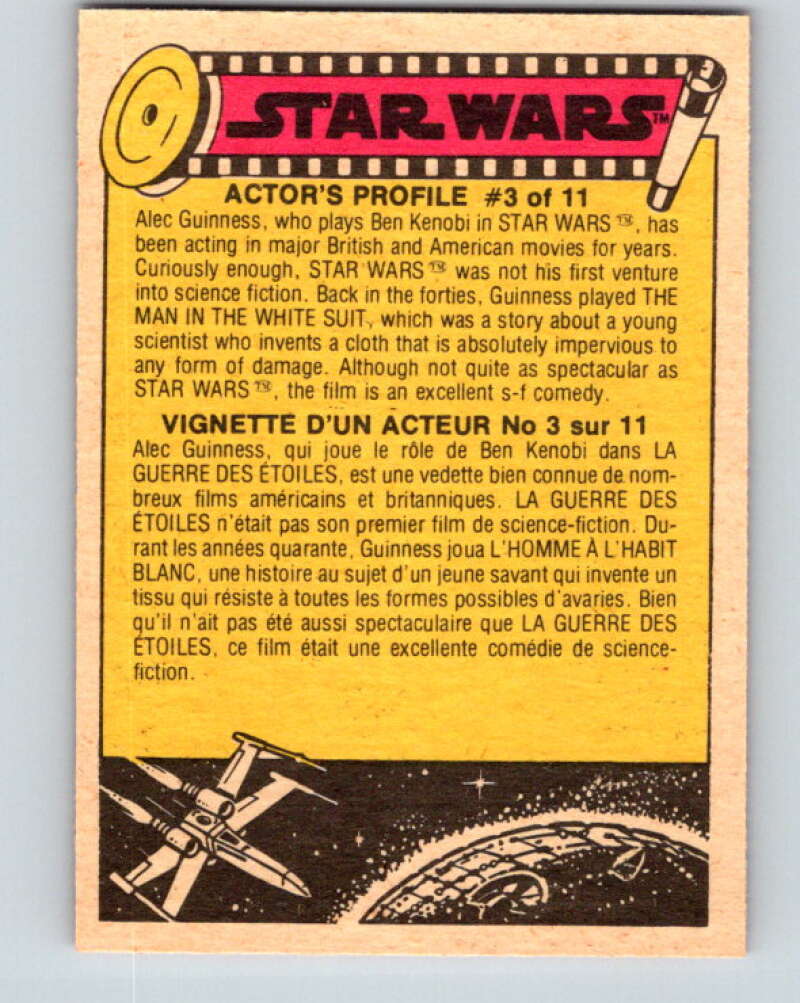 STAR WARS™
ACTOR'S PROFILE #3 of 11
Alec Guinness, who plays Ben Kenobi in STAR WARS™, has
been acting in major British and American movies for years.
Curiously enough, STAR WARS™ was not his first venture
into science fiction. Back in the forties, Guinness played THE
MAN IN THE WHITE SUIT, which was a story about a young
scientist who invents a cloth that is absolutely impervious to
any form of damage. Although not quite as spectacular as
STAR WARS™, the film is an excellent s-f comedy.
VIGNETTE D'UN ACTEUR No 3 sur 11
Alec Guinness, qui joue le rôle de Ben Kenobi dans LA
GUERRE DES ÉTOILES, est une vedette bien connue de nom-
breux films américains et britanniques. LA GUERRE DES
ÉTOILES n'était pas son premier film de science-fiction. Du-
rant les années quarante, Guinness joua L'HOMME À L'HABIT
BLANC, une histoire au sujet d'un jeune savant qui invente un
tissu qui résiste à toutes les formes possibles d'avaries. Bien
qu'il n'ait pas été aussi spectaculaire que LA GUERRE DES
ÉTOILES, ce film était une excellente comédie de science-
fiction.